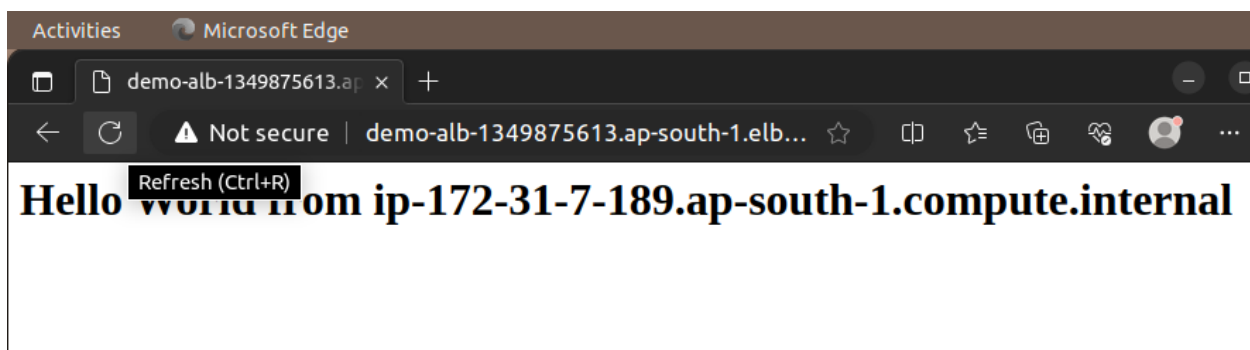 Activities Microsoft Edge
demo-alb-1349875613.ap
Not secure | demo-alb-1349875613.ap-south-1.elb...
Refresh (Ctrl+R)
Hello World from ip-172-31-7-189.ap-south-1.compute.internal